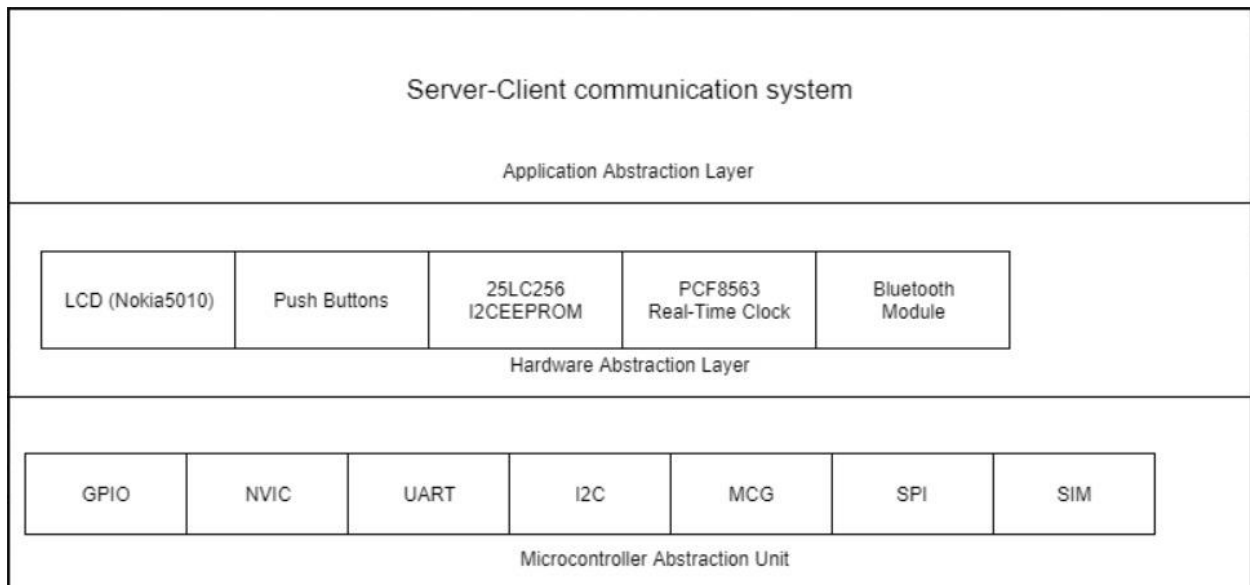 Server-Client communication system
Application Abstraction Layer
LCD (Nokia5010)
Push Buttons
25LC256
I2CEEPROM
PCF8563
Real-Time Clock
Bluetooth
Module
Hardware Abstraction Layer
GPIO
NVIC
UART
I2C
MCG
SPI
SIM
Microcontroller Abstraction Unit